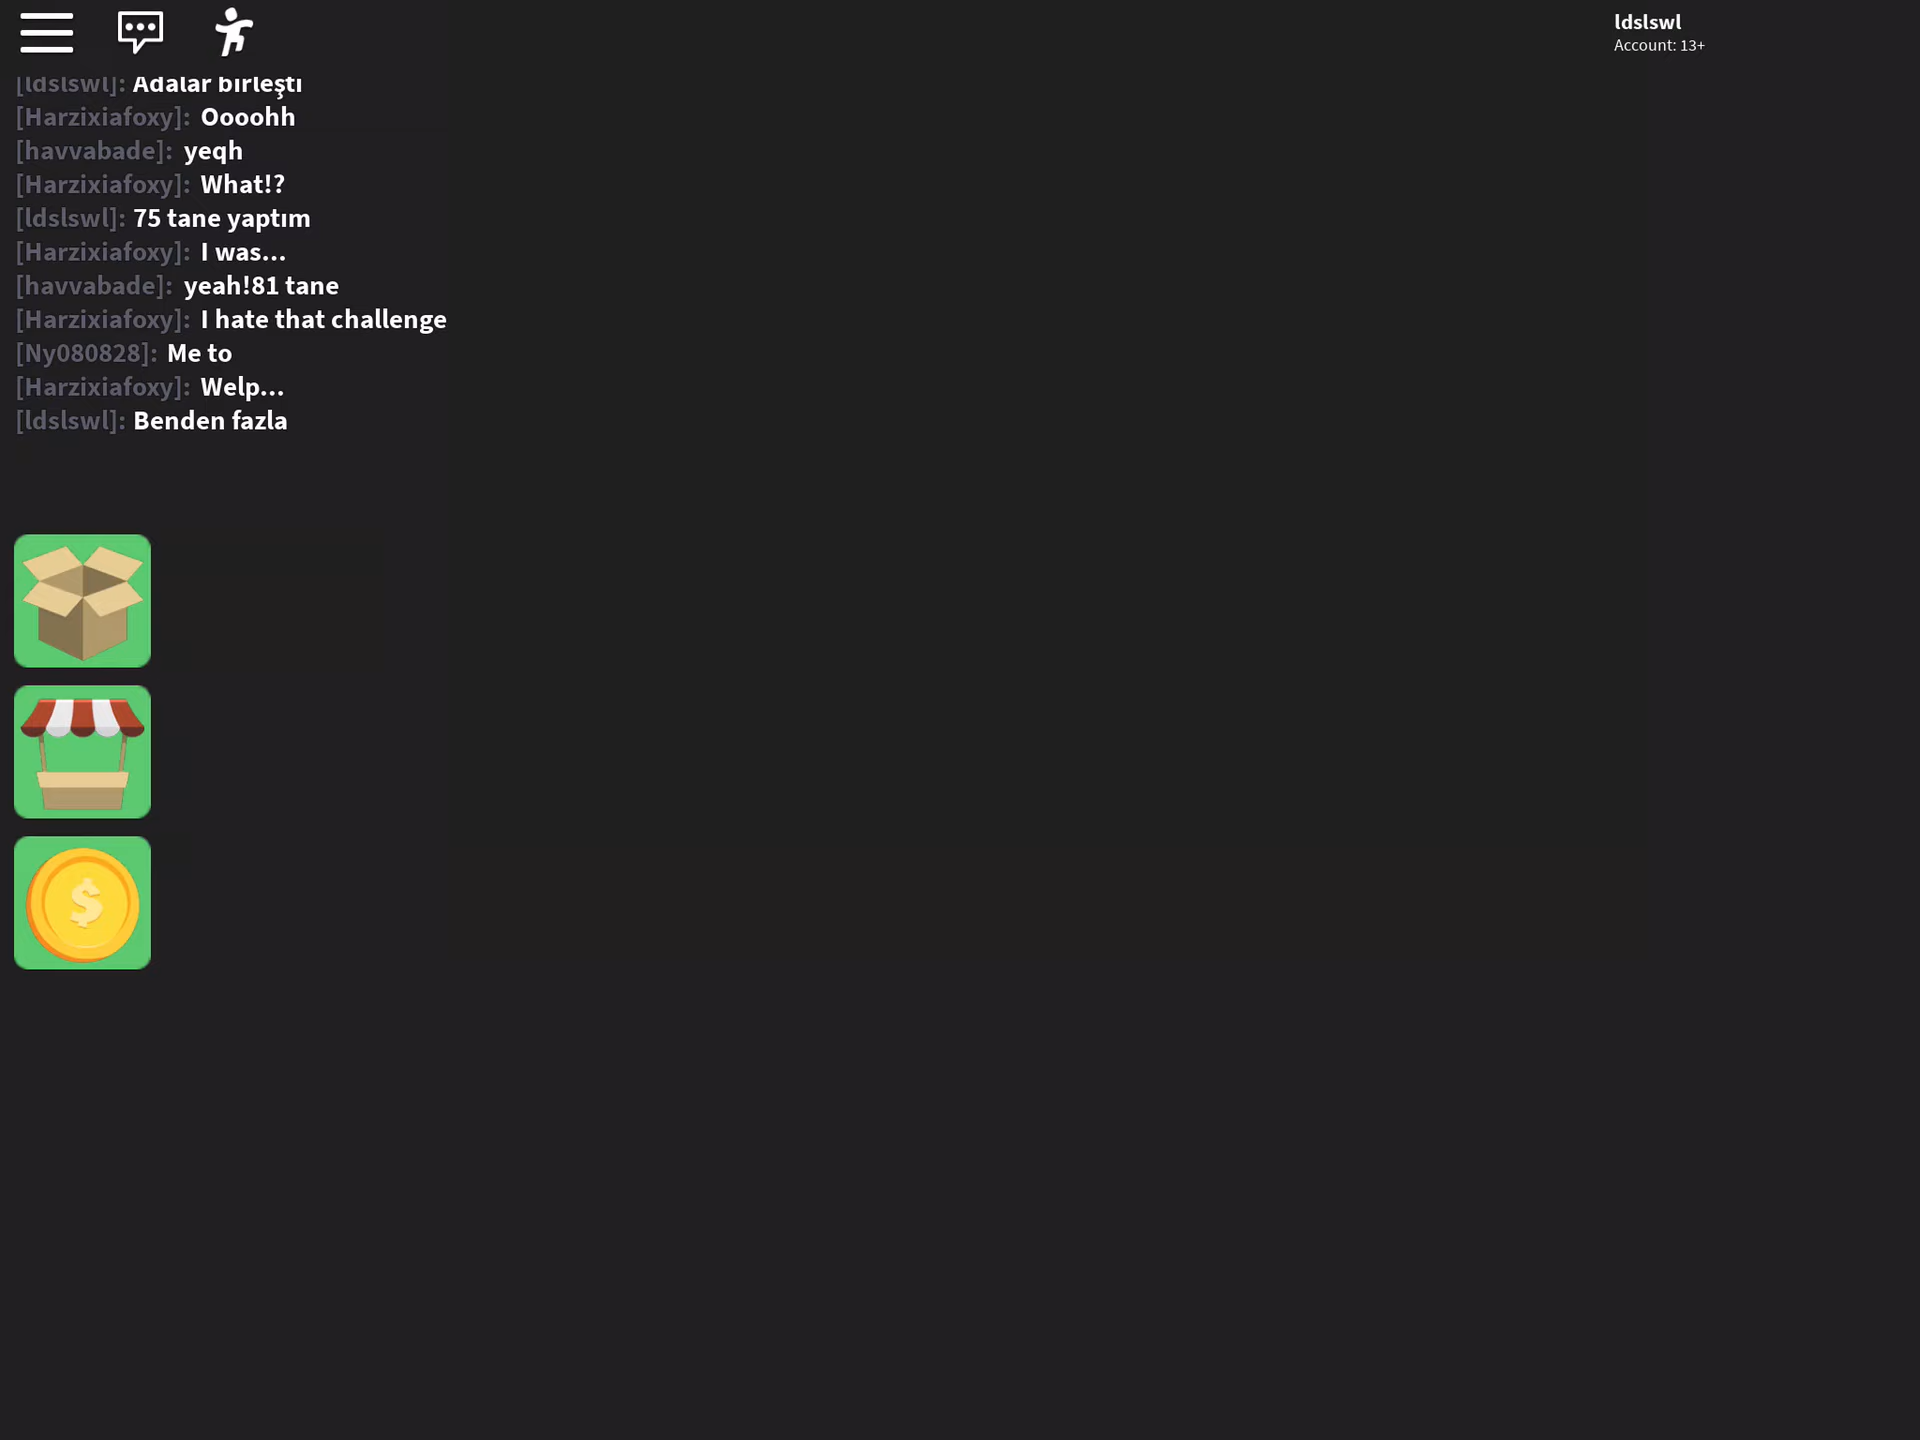 ldslswl
Account: 13+
[ldslswl]: Adalar birleşti
[Harzixiafoxy]: Oooohh
[havvabade]: yeqh
[Harzixiafoxy]: What!?
[ldslswl]: 75 tane yaptım
[Harzixiafoxy]: I was...
[havvabade]: yeah!81 tane
[Harzixiafoxy]: I hate that challenge
[Ny080828]: Me to
[Harzixiafoxy]: Welp...
[ldslswl]: Benden fazla
$